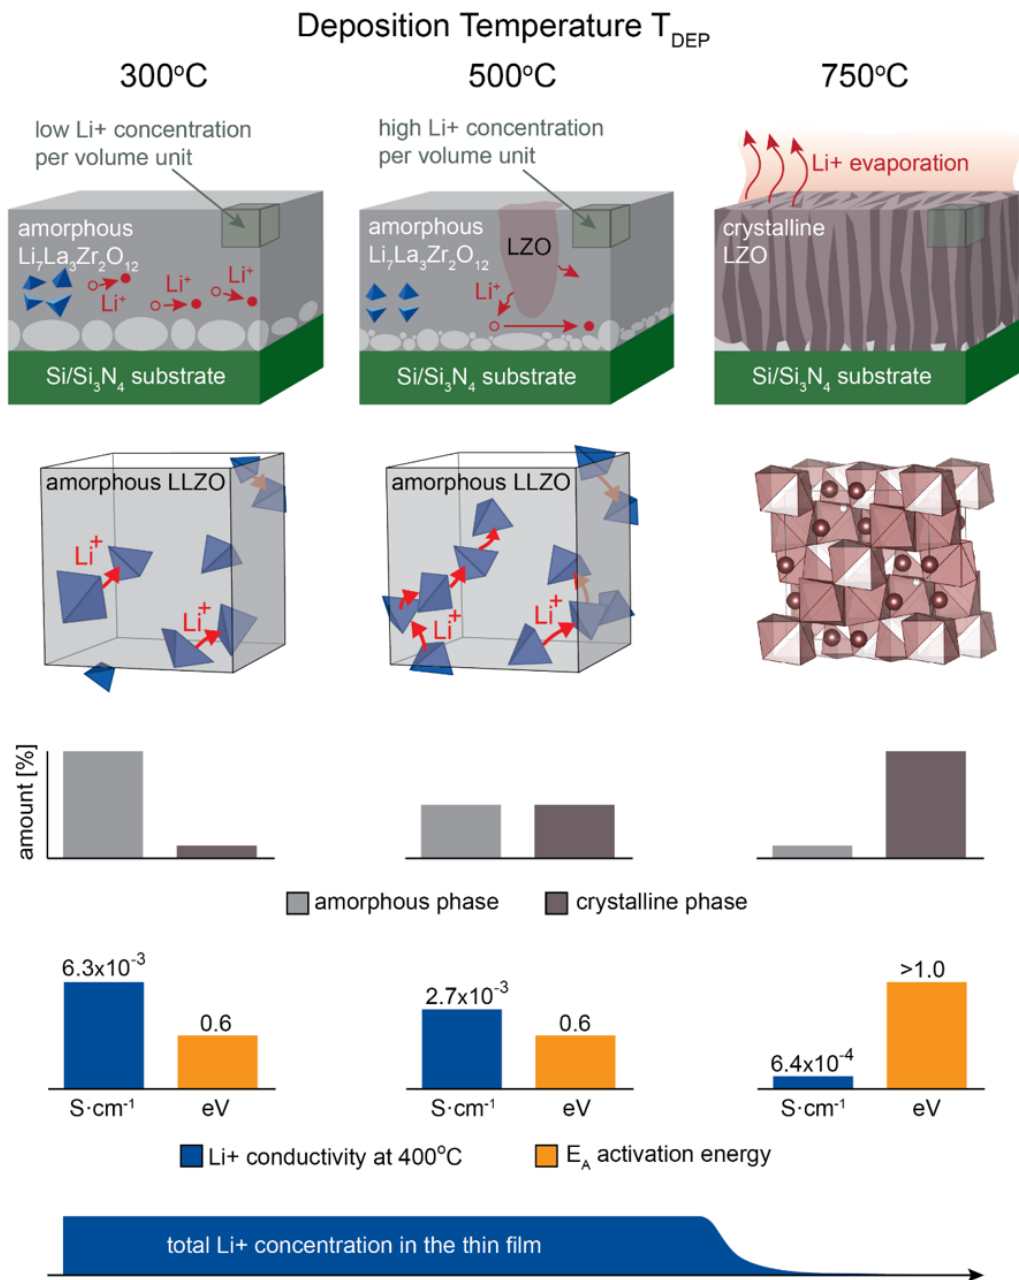 Deposition Temperature T_DEP
300°C
500°C
750°C
low Li+ concentration
per volume unit
high Li+ concentration
per volume unit
Li+ evaporation
amorphous
Li₇La₃Zr₂O₁₂
Li⁺
Li⁺
Li⁺
Si/Si₃N₄ substrate
amorphous
Li₇La₃Zr₂O₁₂
LZO
Li⁺
Si/Si₃N₄ substrate
crystalline
LZO
Si/Si₃N₄ substrate
amorphous LLZO
Li⁺
Li⁺
amorphous LLZO
Li⁺
Li⁺
amount [%]
amorphous phase
crystalline phase
6.3x10⁻³
0.6
S·cm⁻¹
eV
2.7x10⁻³
0.6
S·cm⁻¹
eV
6.4x10⁻⁴
>1.0
S·cm⁻¹
eV
Li+ conductivity at 400°C
E_A activation energy
total Li+ concentration in the thin film